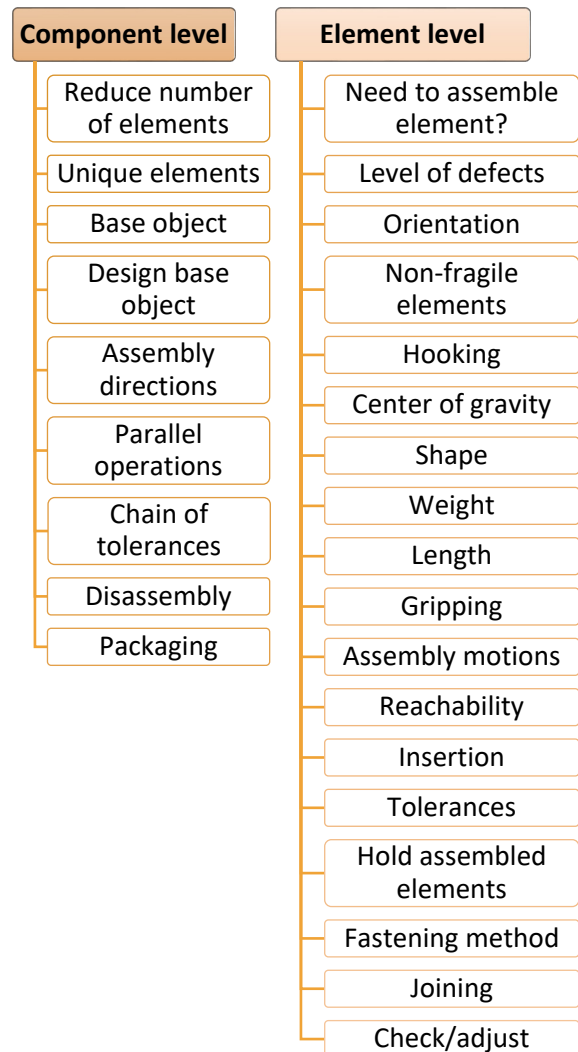 Component level
Reduce number
of elements
Unique elements
Base object
Design base
object
Assembly
directions
Parallel
operations
Chain of
tolerances
Disassembly
Packaging
Element level
Need to assemble
element?
Level of defects
Orientation
Non-fragile
elements
Hooking
Center of gravity
Shape
Weight
Length
Gripping
Assembly motions
Reachability
Insertion
Tolerances
Hold assembled
elements
Fastening method
Joining
Check/adjust